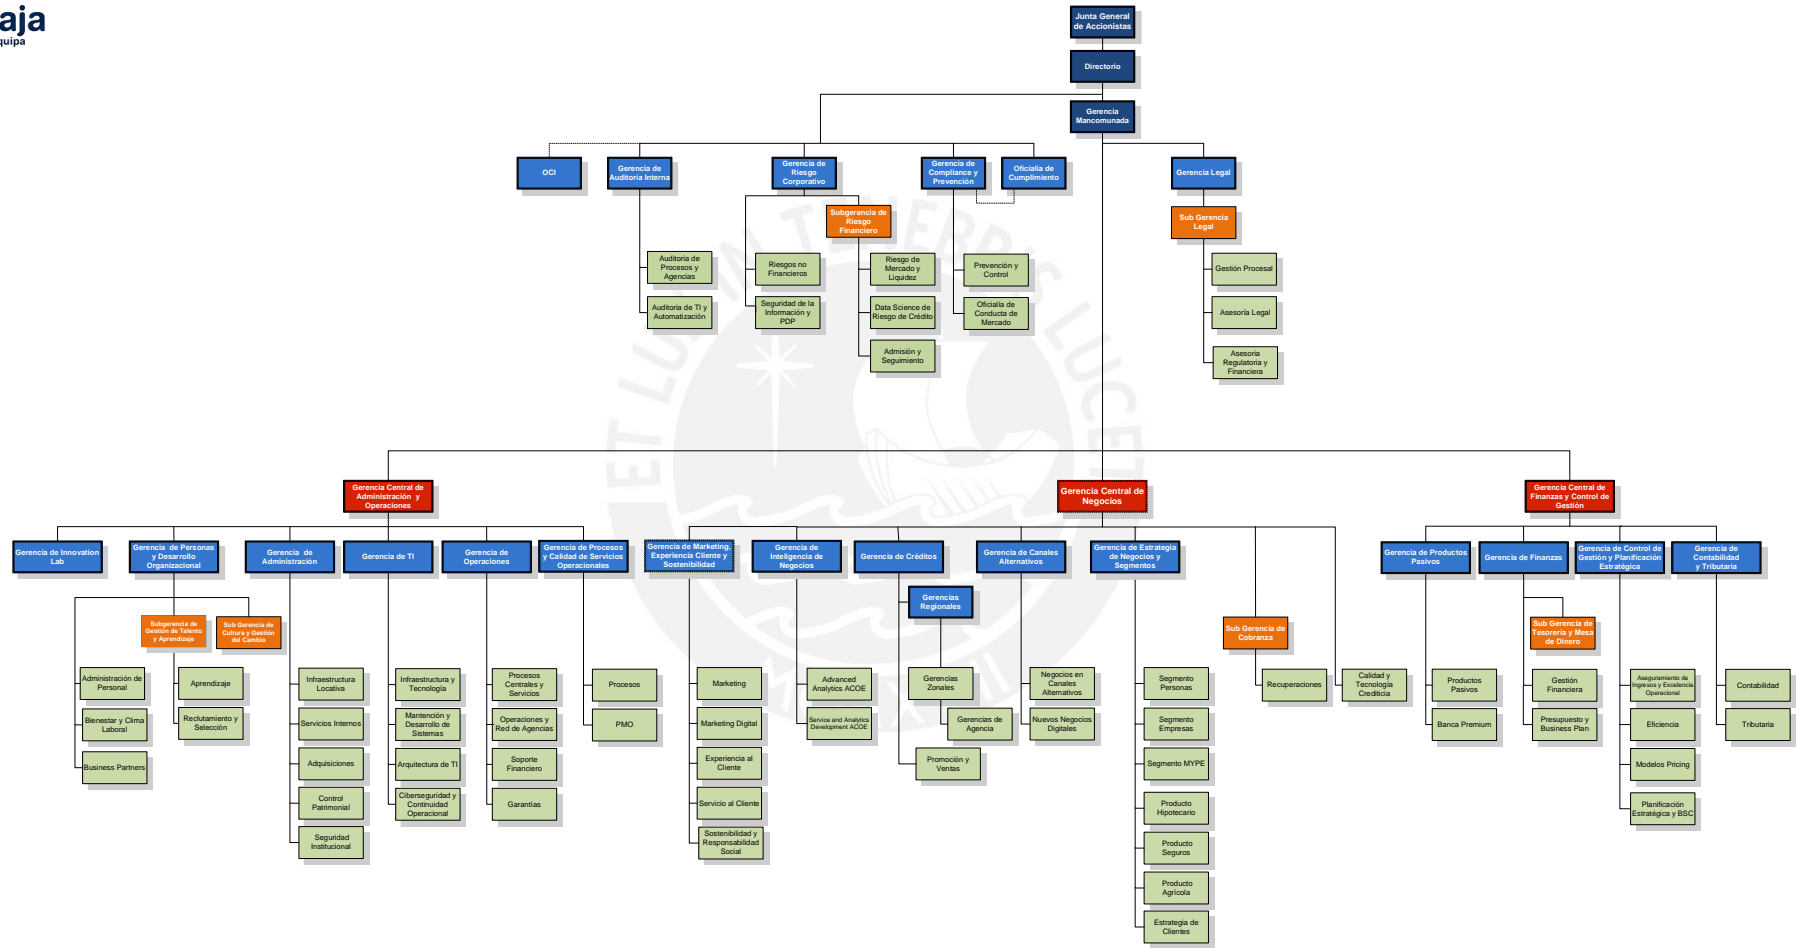 aja
quipa
Junta General
de Accionistas
Directorio
Gerencia
Mancomunada
OCI
Gerencia de
Auditoría Interna
Gerencia de
Riesgo
Corporativo
Gerencia de
Compliance y
Prevención
Oficialía de
Cumplimiento
Gerencia Legal
Subgerencia de
Riesgo
Financiero
Sub Gerencia
Legal
Auditoria de
Procesos y
Agencias
Auditoria de TI y
Automatización
Riesgos no
Financieros
Seguridad de la
Información y
PDP
Riesgo de
Mercado y
Liquidez
Data Science de
Riesgo de Crédito
Admisión y
Seguimiento
Prevención y
Control
Oficialía de
Conducta de
Mercado
Gestión Procesal
Asesoría Legal
Asesoria
Regulatoria y
Financiera
ET LUX IN TENEBRIS LUCET
Gerencia Central de
Administración y
Operaciones
Gerencia Central de
Negocios
Gerencia Central de
Finanzas y Control de
Gestión
Gerencia de Innovation
Lab
Gerencia de Personas
y Desarrollo
Organizacional
Gerencia de
Administración
Gerencia de TI
Gerencia de
Operaciones
Gerencia de Procesos
y Calidad de Servicios
Operacionales
Gerencia de Marketing,
Experiencia Cliente y
Sostenibilidad
Gerencia de
Inteligencia de
Negocios
Gerencia de Créditos
Gerencia de Canales
Alternativos
Gerencia de Estrategia
de Negocios y
Segmentos
Gerencia de Productos
Pasivos
Gerencia de Finanzas
Gerencia de Control de
Gestión y Planificación
Estratégica
Gerencia de
Contabilidad
y Tributaria
Subgerencia de
Gestión de Talento
y Aprendizaje
Sub Gerencia de
Cultura y Gestión
del Cambio
Gerencias
Regionales
Sub Gerencia de
Cobranza
Sub Gerencia de
Tesorería y Mesa
de Dinero
Administración de
Personal
Bienestar y Clima
Laboral
Business Partners
Aprendizaje
Reclutamiento y
Selección
Infraestructura
Locativa
Servicios Internos
Adquisiciones
Control
Patrimonial
Seguridad
Institucional
Infraestructura y
Tecnología
Mantención y
Desarrollo de
Sistemas
Arquitectura de TI
Ciberseguridad y
Continuidad
Operacional
Procesos
Centrales y
Servicios
Operaciones y
Red de Agencias
Soporte
Financiero
Garantías
Procesos
PMO
Marketing
Marketing Digital
Experiencia al
Cliente
Servicio al Cliente
Sostenibilidad y
Responsabilidad
Social
Advanced
Analytics ACOE
Service and Analytics
Development ACOE
Gerencias
Zonales
Gerencias de
Agencia
Promoción y
Ventas
Negocios en
Canales
Alternativos
Nuevos Negocios
Digitales
Segmento
Personas
Segmento
Empresas
Segmento MYPE
Producto
Hipotecario
Producto
Seguros
Producto
Agrícola
Estrategia de
Clientes
Recuperaciones
Calidad y
Tecnología
Crediticia
Productos
Pasivos
Banca Premium
Gestión
Financiera
Presupuesto y
Business Plan
Aseguramiento de
Ingresos y Excelencia
Operacional
Eficiencia
Modelos Pricing
Planificación
Estratégica y BSC
Contabilidad
Tributaria